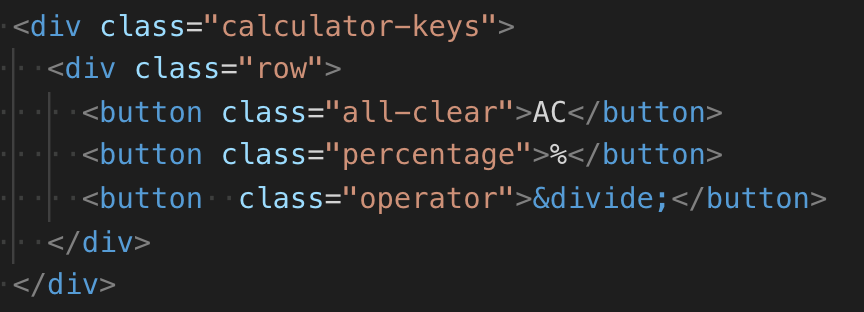 <div class="calculator-keys">
  <div class="row">
    <button class="all-clear">AC</button>
    <button class="percentage">%</button>
    <button  class="operator">&divide;</button>
  </div>
</div>